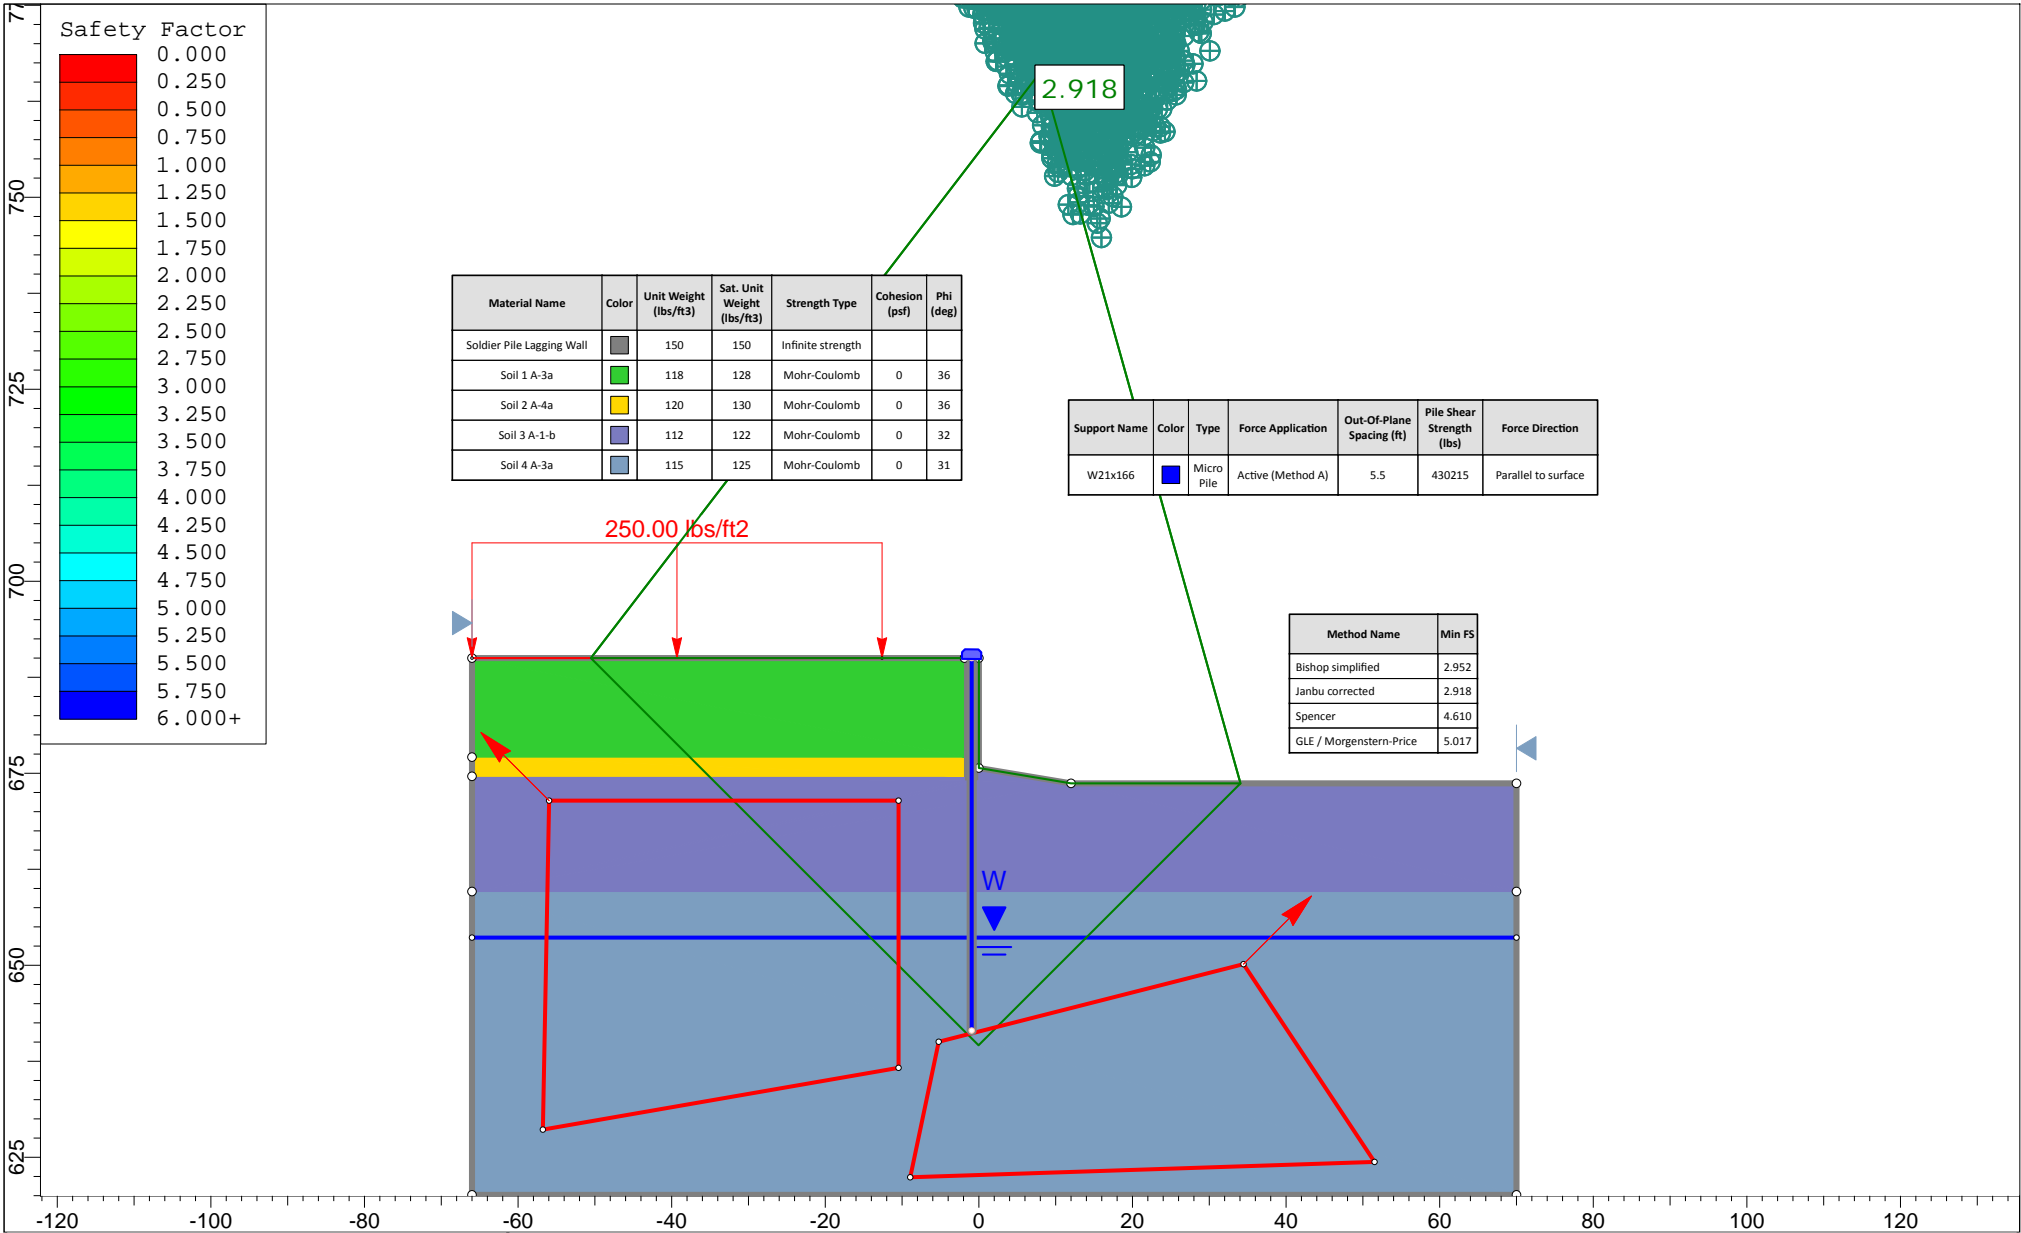 Safety Factor
0.000
0.250
0.500
0.750
1.000
1.250
1.500
1.750
2.000
2.250
2.500
2.750
3.000
3.250
3.500
3.750
4.000
4.250
4.500
4.750
5.000
5.250
5.500
5.750
6.000+
2.918
Material Name Color Unit Weight (lbs/ft3) Sat. Unit Weight (lbs/ft3) Strength Type Cohesion (psf) Phi (deg)
Soldier Pile Lagging Wall 150 150 Infinite strength
Soil 1 A-3a 118 128 Mohr-Coulomb 0 36
Soil 2 A-4a 120 130 Mohr-Coulomb 0 36
Soil 3 A-1-b 112 122 Mohr-Coulomb 0 32
Soil 4 A-3a 115 125 Mohr-Coulomb 0 31
Support Name Color Type Force Application Out-Of-Plane Spacing (ft) Pile Shear Strength (lbs) Force Direction
W21x166 Micro Pile Active (Method A) 5.5 430215 Parallel to surface
250.00 lbs/ft2
Method Name Min FS
Bishop simplified 2.952
Janbu corrected 2.918
Spencer 4.610
GLE / Morgenstern-Price 5.017
W
750
725
700
675
650
625
-120 -100 -80 -60 -40 -20 0 20 40 60 80 100 120